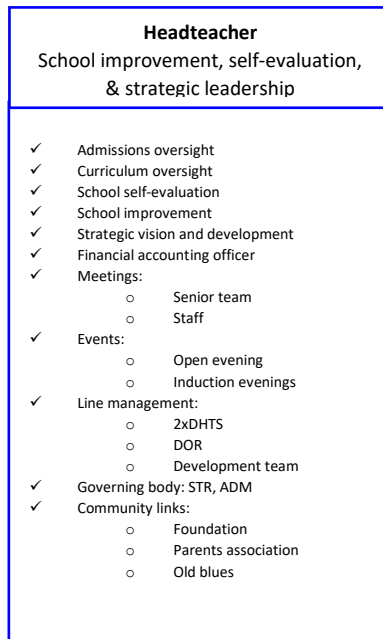 Headteacher
School improvement, self-evaluation,
& strategic leadership
✓ Admissions oversight
✓ Curriculum oversight
✓ School self-evaluation
✓ School improvement
✓ Strategic vision and development
✓ Financial accounting officer
✓ Meetings:
o Senior team
o Staff
✓ Events:
o Open evening
o Induction evenings
✓ Line management:
o 2xDHTS
o DOR
o Development team
✓ Governing body: STR, ADM
✓ Community links:
o Foundation
o Parents association
o Old blues